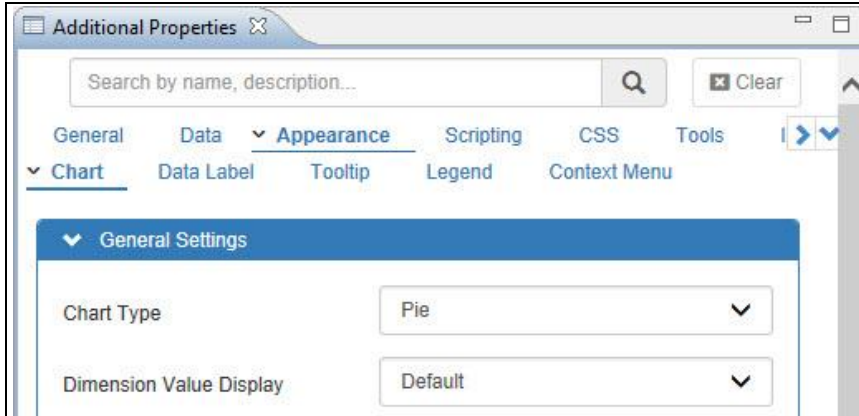 Additional Properties
Search by name, description...
Clear
General Data Appearance Scripting CSS Tools
Chart Data Label Tooltip Legend Context Menu
General Settings
Chart Type Pie
Dimension Value Display Default